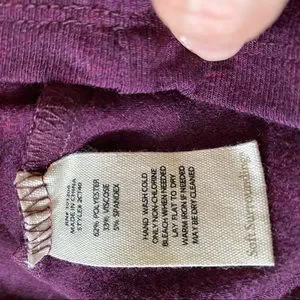 MADE IN CHINA
62% POLYESTER
33% VISCOSE
5% SPANDEX
HAND WASH COLD
ONLY NON-CHLORINE
BLEACH WHEN NEEDED
LAY FLAT TO DRY
WARM IRON IF NEEDED
MAY BE DRY CLEANED
soft surroundings